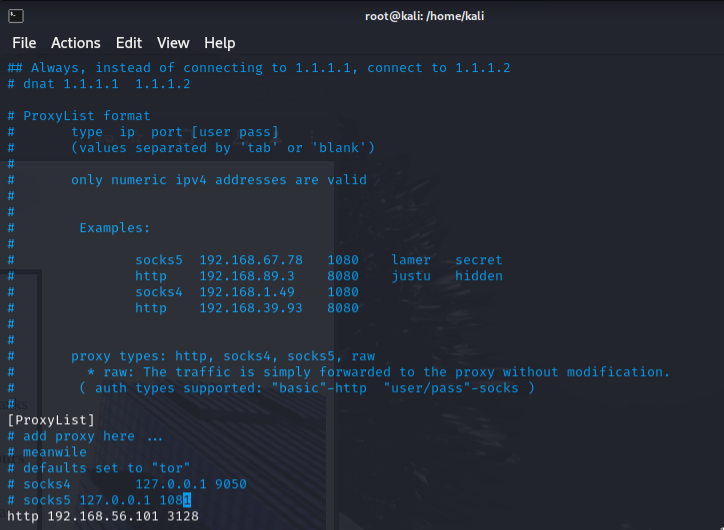 root@kali: /home/kali
File Actions Edit View Help
## Always, instead of connecting to 1.1.1.1, connect to 1.1.1.2
# dnat 1.1.1.1  1.1.1.2
# ProxyList format
#       type  ip  port [user pass]
#       (values separated by 'tab' or 'blank')
#
#       only numeric ipv4 addresses are valid
#
#
#        Examples:
#
#               socks5  192.168.67.78   1080    lamer   secret
#               http    192.168.89.3    8080    justu   hidden
#               socks4  192.168.1.49    1080
#               http    192.168.39.93   8080
#
#
#       proxy types: http, socks4, socks5, raw
#         * raw: The traffic is simply forwarded to the proxy without modification.
#        ( auth types supported: "basic"-http  "user/pass"-socks )
#
[ProxyList]
# add proxy here ...
# meanwile
# defaults set to "tor"
# socks4        127.0.0.1 9050
# socks5 127.0.0.1 1081
http 192.168.56.101 3128